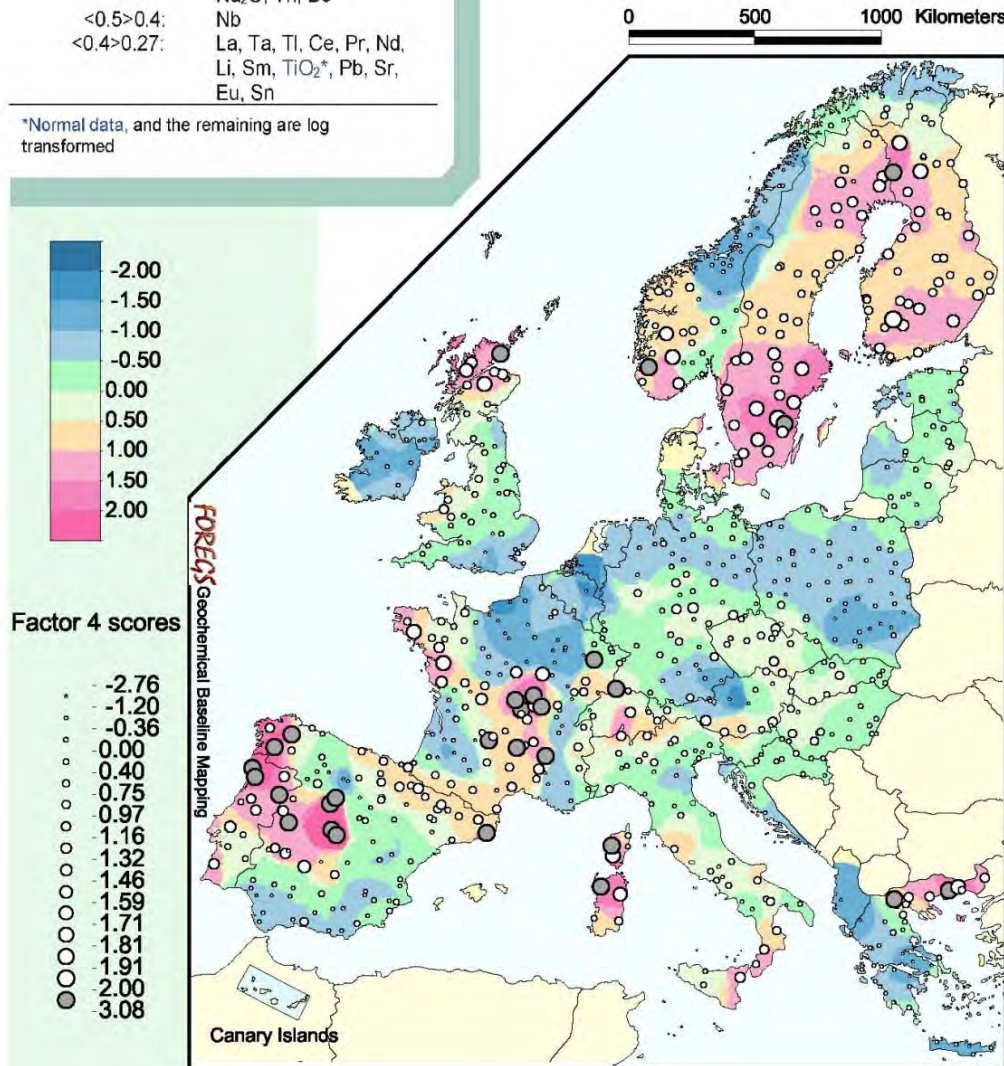 <0.5>0.4: Nb
<0.4>0.27: La, Ta, Tl, Ce, Pr, Nd,
Li, Sm, TiO₂*, Pb, Sr,
Eu, Sn
*Normal data, and the remaining are log
transformed
0 500 1000 Kilometers
-2.00
-1.50
-1.00
-0.50
0.00
0.50
1.00
1.50
2.00
FOREGS Geochemical Baseline Mapping
Factor 4 scores
-2.76
-1.20
-0.36
0.00
0.40
0.75
0.97
1.16
1.32
1.46
1.59
1.71
1.81
1.91
2.00
3.08
Canary Islands